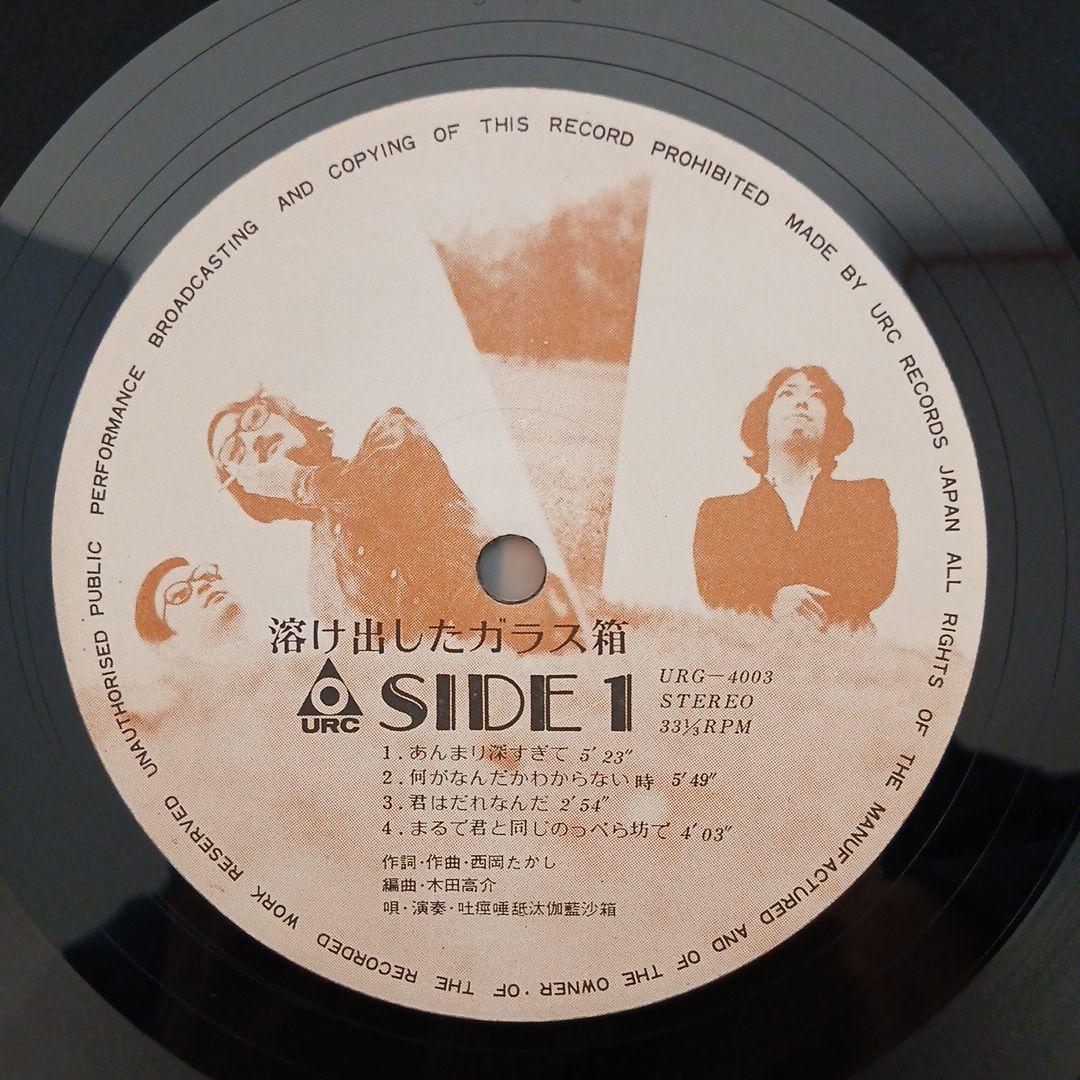 UNAUTHORISED PUBLIC PERFORMANCE BROADCASTING AND COPYING OF THIS RECORD PROHIBITED MADE BY URC RECORDS JAPAN ALL RIGHTS OF THE MANUFACTURED AND OF THE OWNER·OF THE RECORDED WORK RESERVED
溶け出したガラス箱
URC
SIDE 1
URG－4003
STEREO
33⅓RPM
1．あんまり深すぎて 5′23″
2．何がなんだかわからない時 5′49″
3．君はだれなんだ 2′54″
4．まるで君と同じのっぺら坊で 4′03″
作詞・作曲・西岡たかし
編曲・木田高介
唄・演奏・吐痙唾舐汰伽藍沙箱